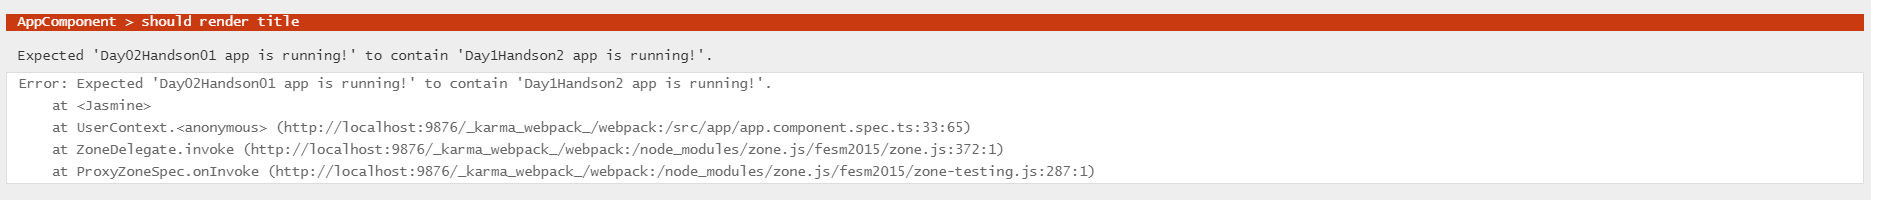 AppComponent > should render title
Expected 'Day02Handson01 app is running!' to contain 'Day1Handson2 app is running!'.
Error: Expected 'Day02Handson01 app is running!' to contain 'Day1Handson2 app is running!'.
at <Jasmine>
at UserContext.<anonymous> (http://localhost:9876/_karma_webpack_/webpack:/src/app/app.component.spec.ts:33:65)
at ZoneDelegate.invoke (http://localhost:9876/_karma_webpack_/webpack:/node_modules/zone.js/fesm2015/zone.js:372:1)
at ProxyZoneSpec.onInvoke (http://localhost:9876/_karma_webpack_/webpack:/node_modules/zone.js/fesm2015/zone-testing.js:287:1)